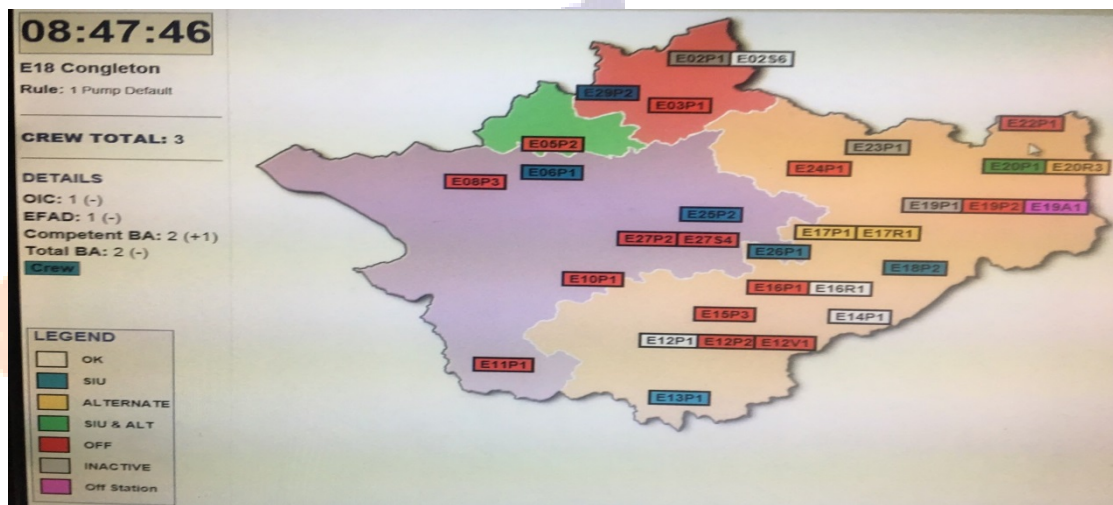 08:47:46
E18 Congleton
Rule: 1 Pump Default
CREW TOTAL: 3
DETAILS
OIC: 1 (-)
EFAD: 1 (-)
Competent BA: 2 (+1)
Total BA: 2 (-)
Crew
LEGEND
OK
SIU
ALTERNATE
SIU & ALT
OFF
INACTIVE
Off Station
E02P1 E02S6
E29P2
E03P1
E22P1
E05P2
E23P1
E06P1
E24P1
E20P1 E20R3
E08P3
E19P1 E19P2 E19A1
E25P2
E27P2 E27S4
E17P1 E17R1
E26P1
E18P2
E10P1
E16P1 E16R1
E15P3
E14P1
E12P1 E12P2 E12V1
E11P1
E13P1